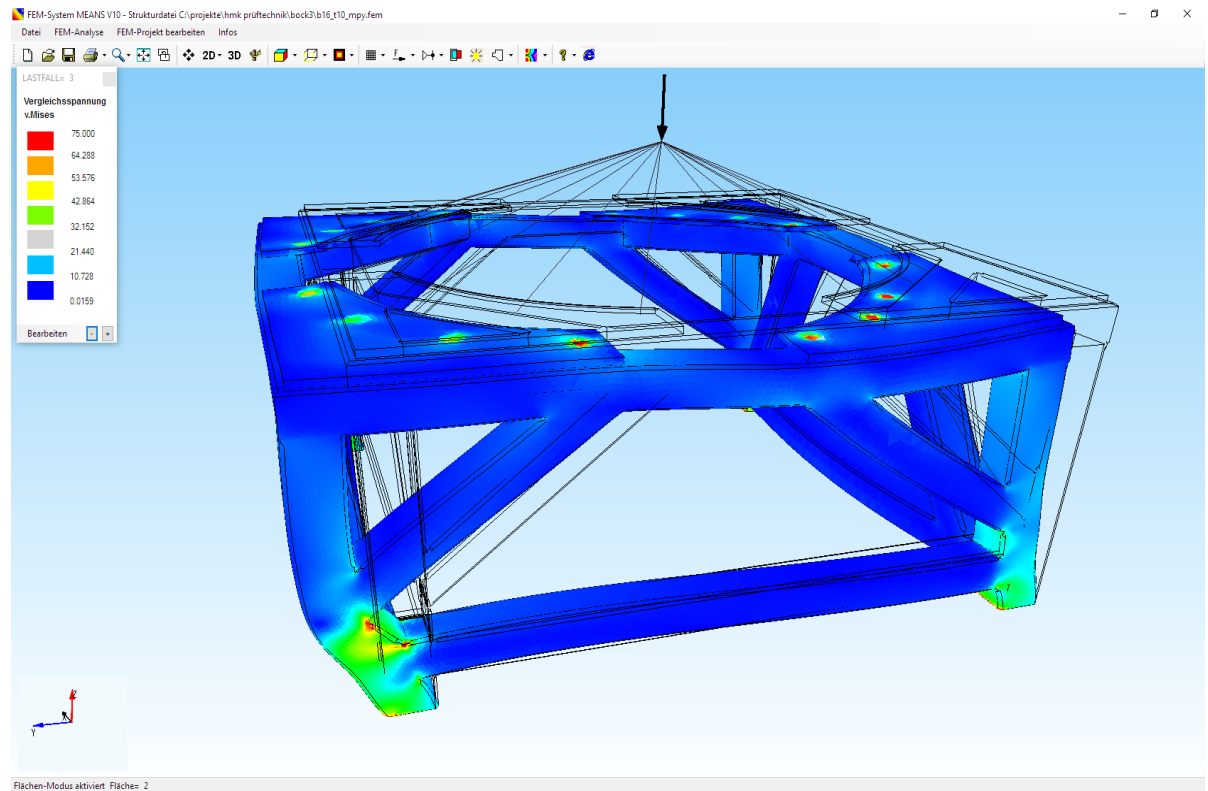 FEM-System MEANS V10 - Strukturdatei C:\projekte\hmk prüftechnik\bock3\b16_t10_mpy.fem
Datei FEM-Analyse FEM-Projekt bearbeiten Infos
2D 3D
LASTFALL= 3
Vergleichsspannung
v.Mises
75.000
64.288
53.576
42.864
32.152
21.440
10.728
0.0159
Bearbeiten - +
Z
Y
Flächen-Modus aktiviert Fläche= 2